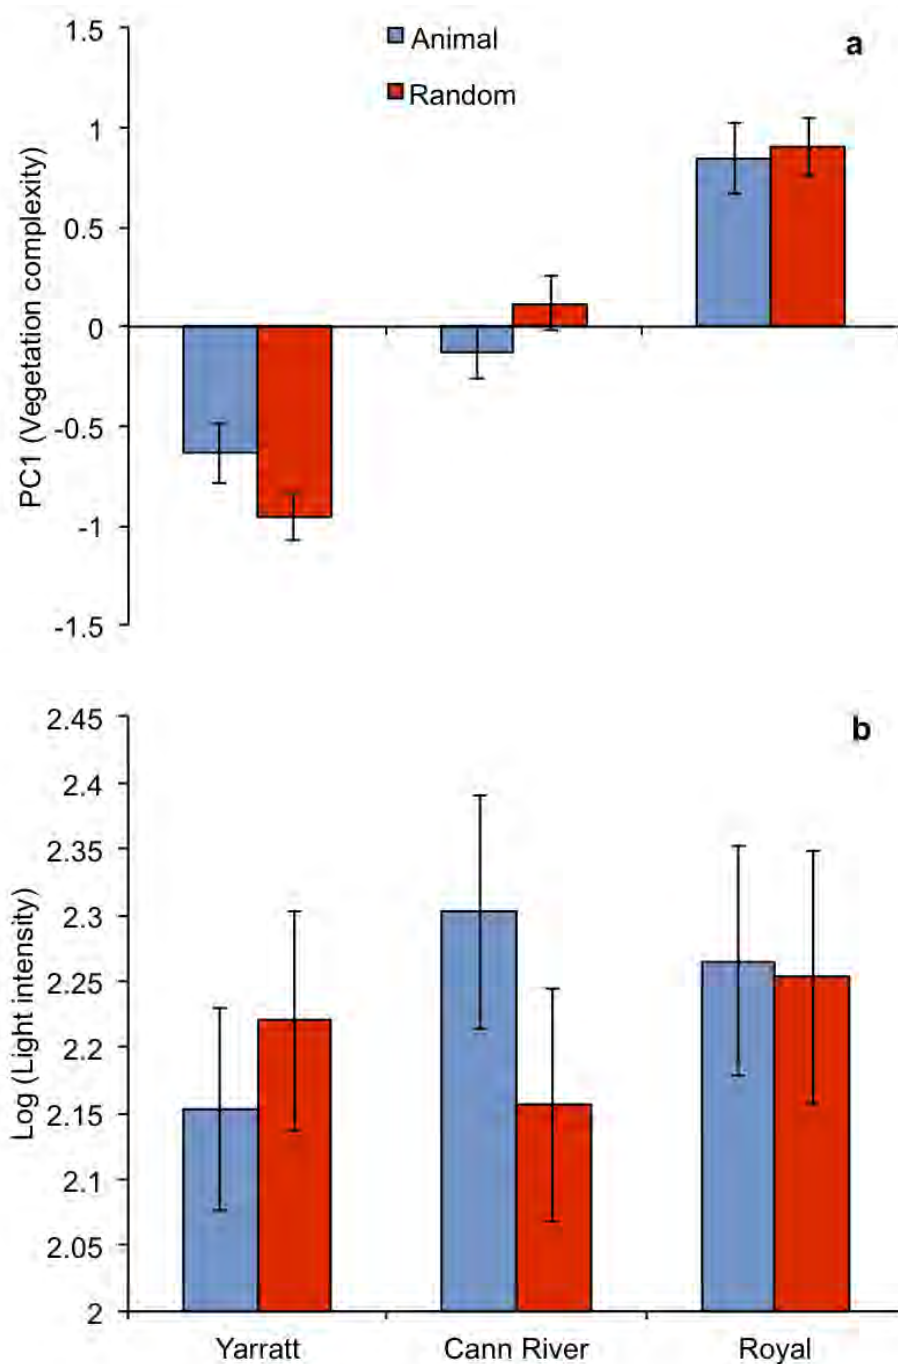 1.5
Animal
a
Random
1
0.5
0
-0.5
-1
-1.5
PC1 (Vegetation complexity)
2.45
b
2.4
2.35
2.3
2.25
2.2
2.15
2.1
2.05
2
Log (Light intensity)
Yarratt Cann River Royal